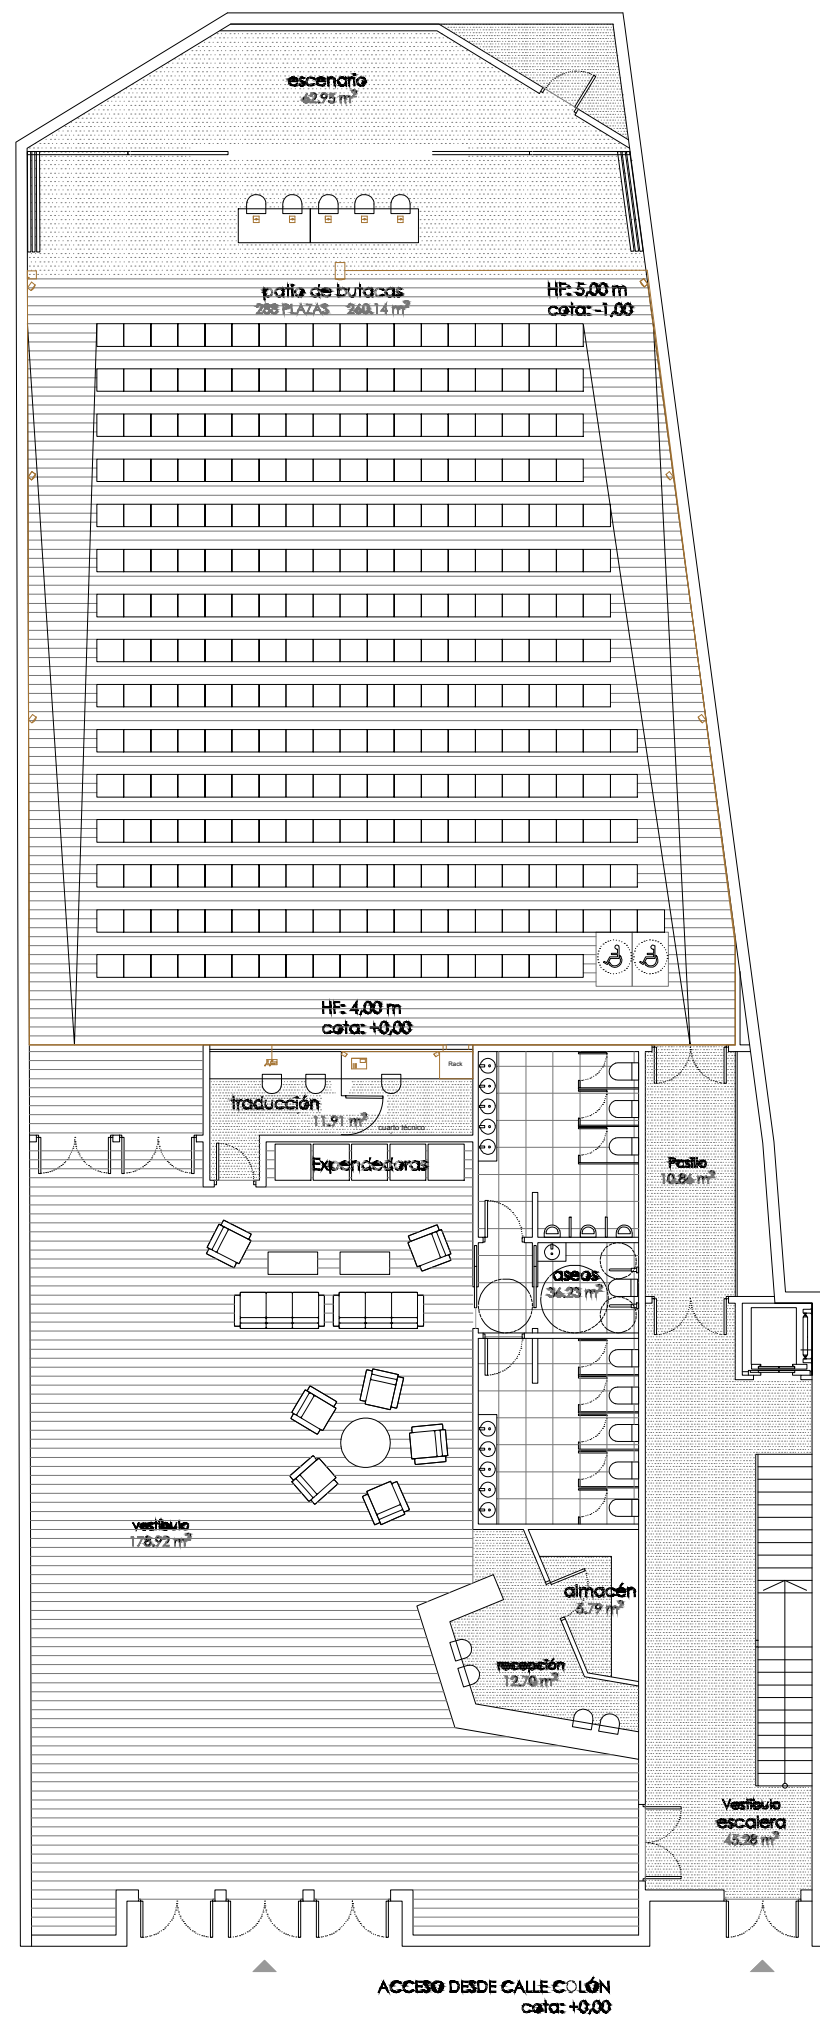 escenario
62.95 m²
patio de butacas
288 PLAZAS 260.14 m²
HF: 5,00 m
cota: -1,00
HF: 4,00 m
cota: +0,00
Rack
traducción
11.91 m²
cuarto técnico
Expendedoras
Pasillo
10.86 m²
aseos
36.23 m²
vestíbulo
178.92 m²
almacén
5.79 m²
recepción
12.70 m²
Vestíbulo
escalera
45.28 m²
ACCESO DESDE CALLE COLÓN
cota: +0,00